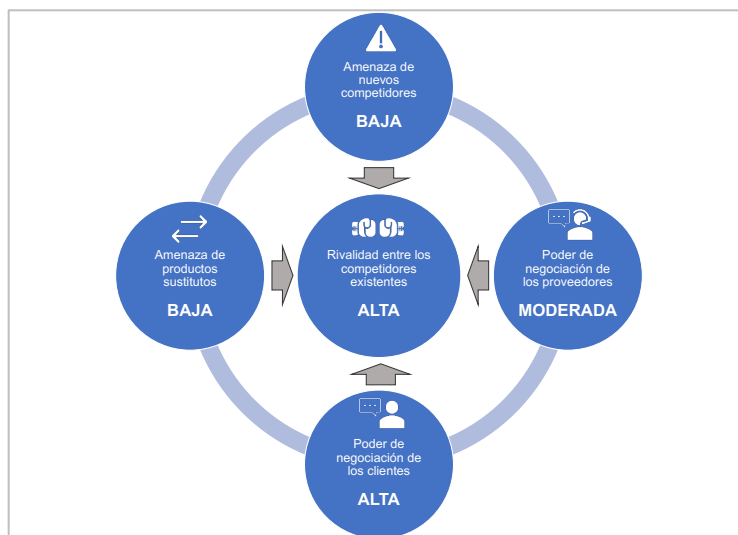 Amenaza de
nuevos
competidores
BAJA
Amenaza de
productos
sustitutos
BAJA
Rivalidad entre los
competidores
existentes
ALTA
Poder de
negociación de
los proveedores
MODERADA
Poder de
negociación de
los clientes
ALTA